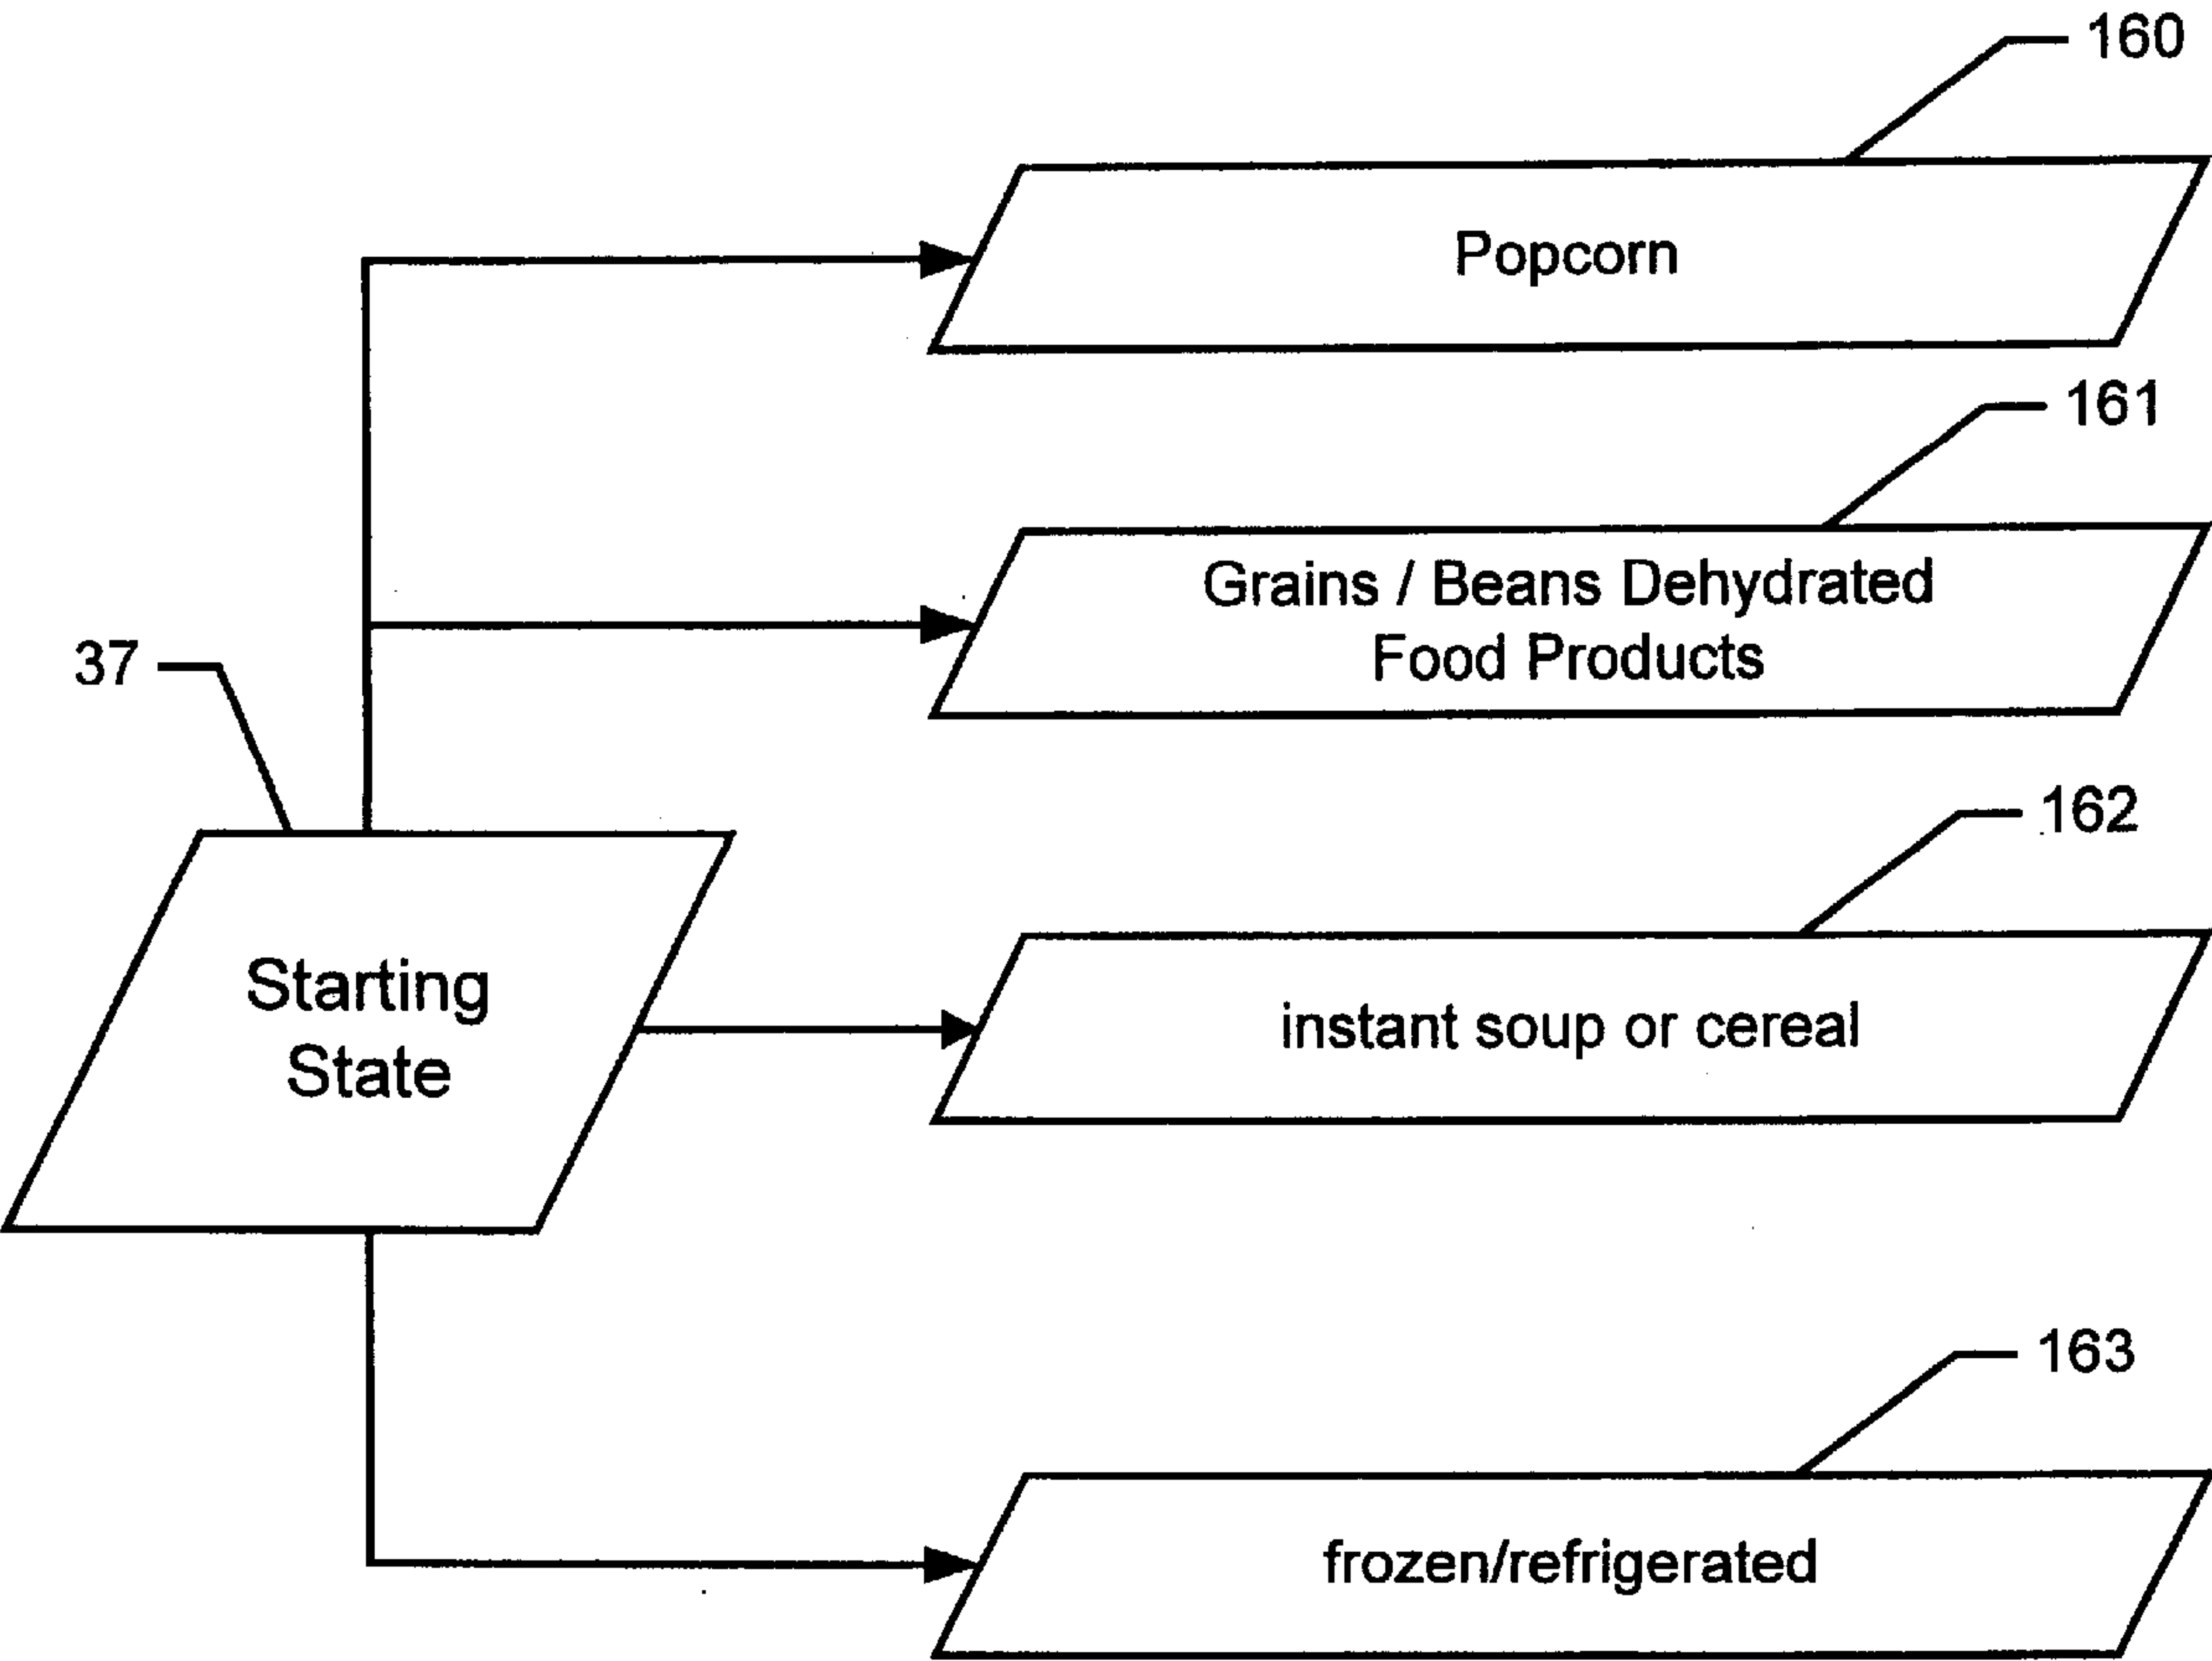 160
Popcorn
161
Grains / Beans Dehydrated
Food Products
37
162
Starting
State
instant soup or cereal
163
frozen/refrigerated